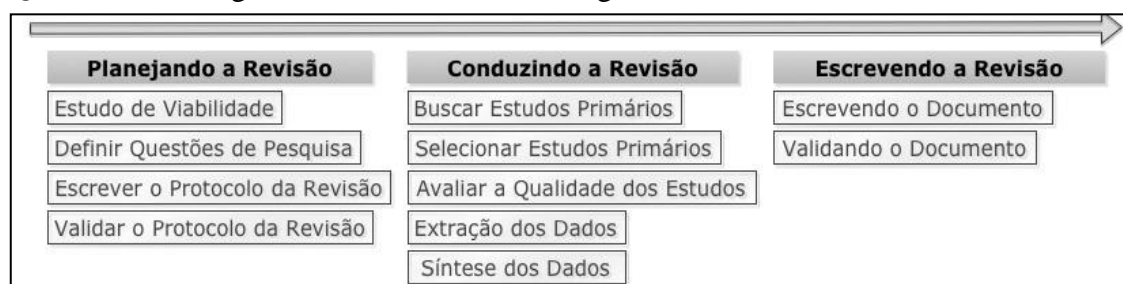 Planejando a Revisão
Estudo de Viabilidade
Definir Questões de Pesquisa
Escrever o Protocolo da Revisão
Validar o Protocolo da Revisão
Conduzindo a Revisão
Buscar Estudos Primários
Selecionar Estudos Primários
Avaliar a Qualidade dos Estudos
Extração dos Dados
Síntese dos Dados
Escrevendo a Revisão
Escrevendo o Documento
Validando o Documento